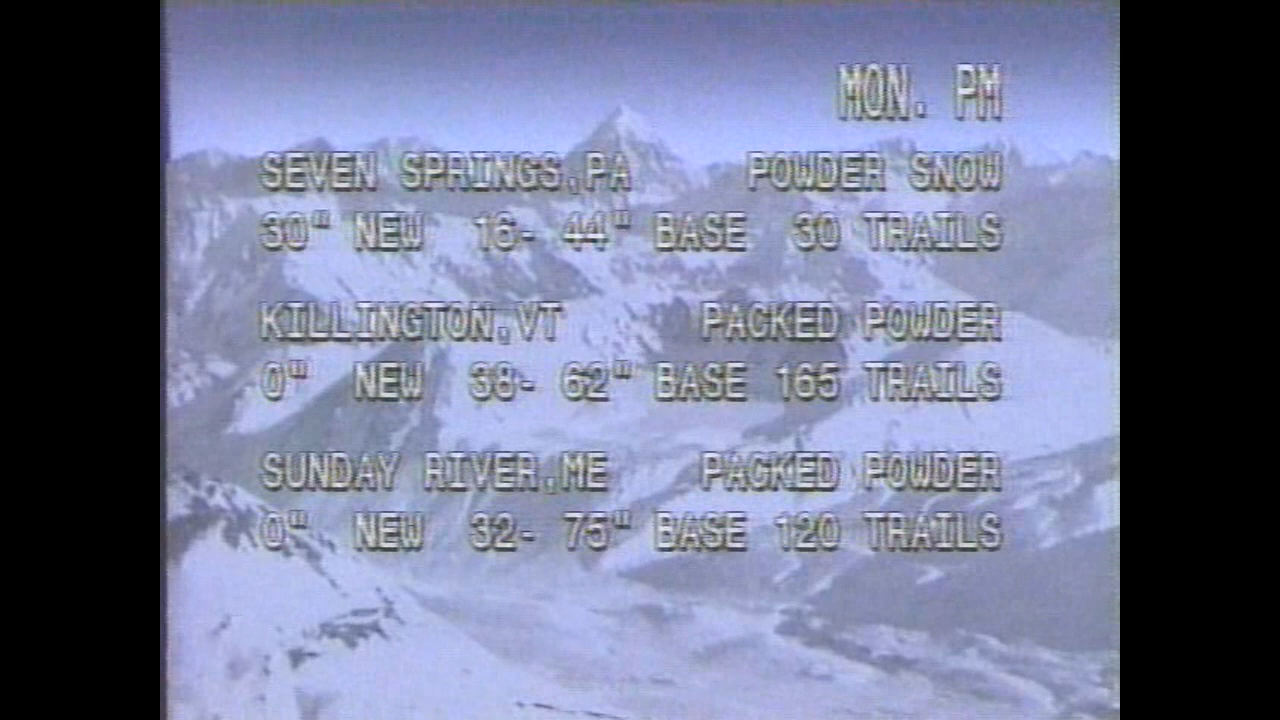 MON. PM
SEVEN SPRINGS,PA POWDER SNOW
30" NEW 16- 44" BASE 30 TRAILS
KILLINGTON,VT PACKED POWDER
0" NEW 38- 62" BASE 165 TRAILS
SUNDAY RIVER,ME PACKED POWDER
0" NEW 32- 75" BASE 120 TRAILS